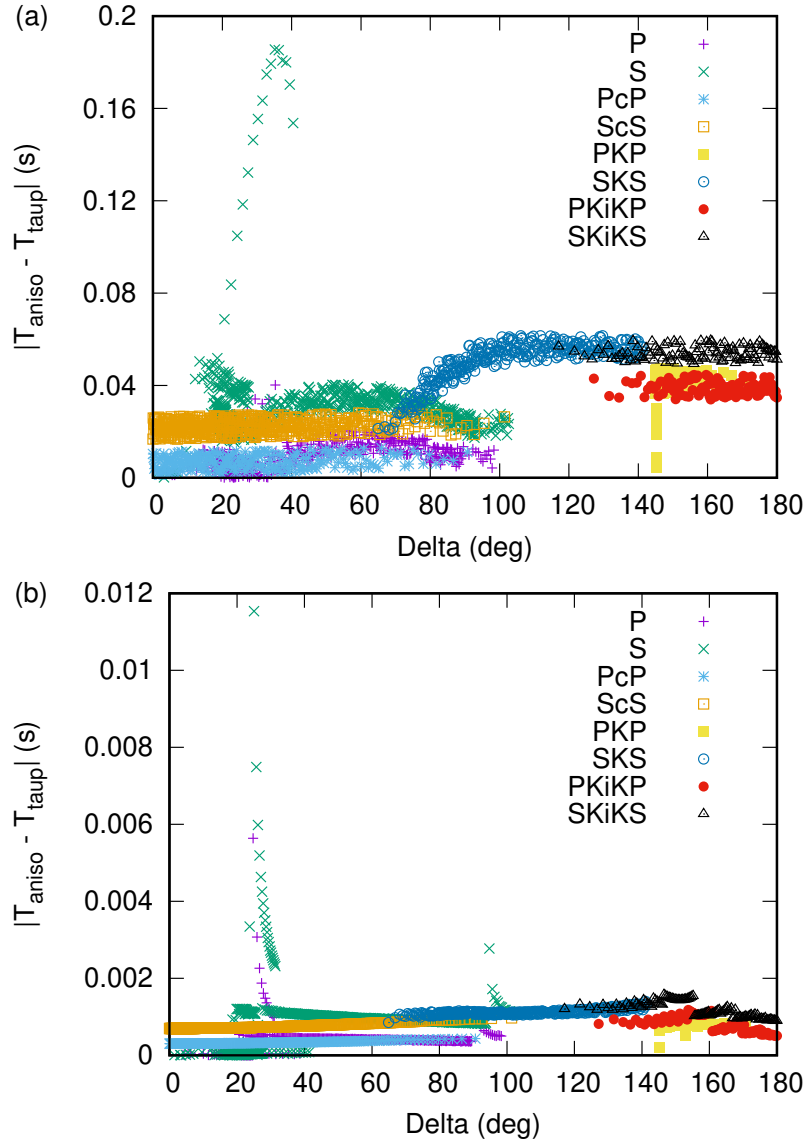 (a)
0.2
0.16
0.12
0.08
0.04
0
|T_aniso - T_taup| (s)
P
S
PcP
ScS
PKP
SKS
PKiKP
SKiKS
0 20 40 60 80 100 120 140 160 180
Delta (deg)
(b)
0.012
0.01
0.008
0.006
0.004
0.002
0
|T_aniso - T_taup| (s)
P
S
PcP
ScS
PKP
SKS
PKiKP
SKiKS
0 20 40 60 80 100 120 140 160 180
Delta (deg)